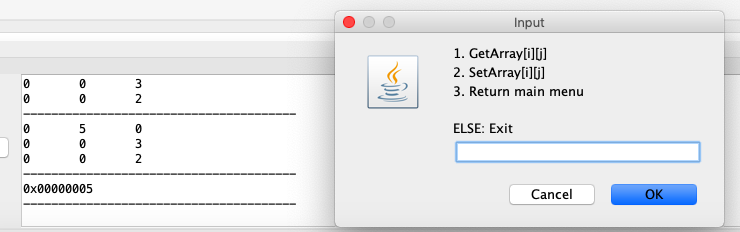 0 0 3
0 0 2
---------------------------------------
0 5 0
0 0 3
0 0 2
---------------------------------------
0x00000005
---------------------------------------
Input
1. GetArray[i][j]
2. SetArray[i][j]
3. Return main menu
ELSE: Exit
Cancel OK